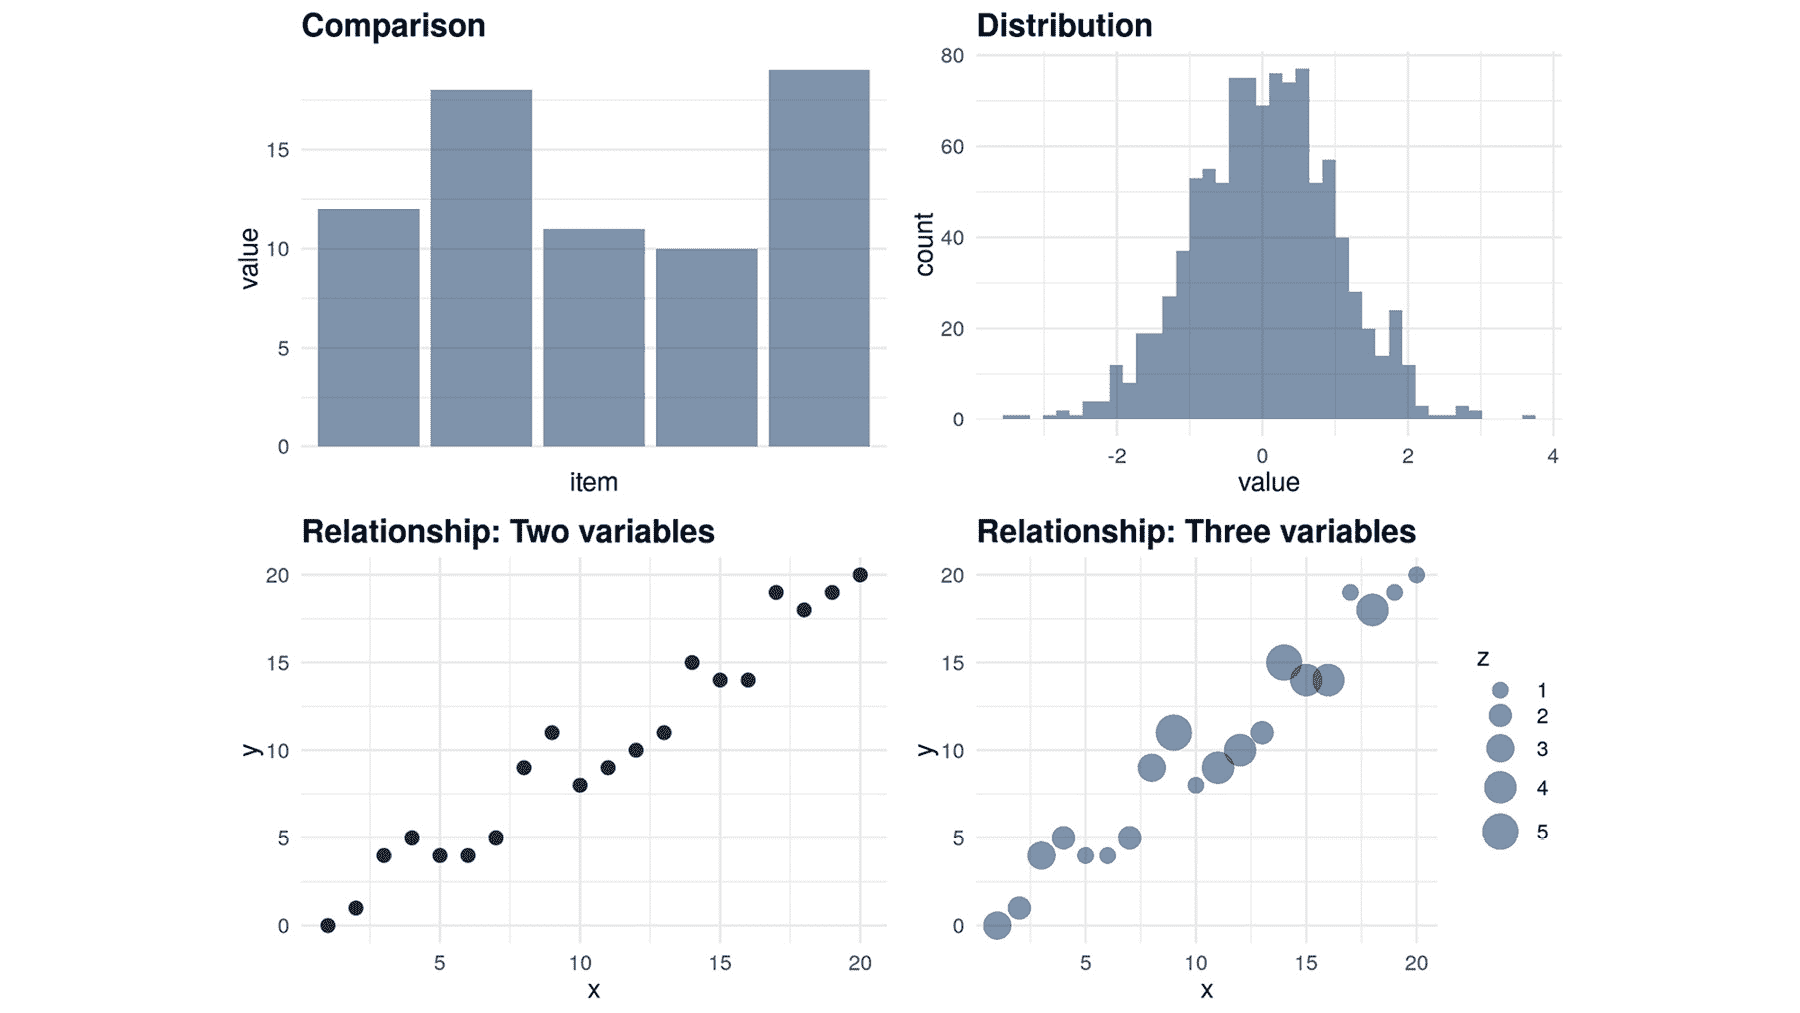 Comparison
15
10
5
0
value
item
Distribution
80
60
40
20
0
count
-2 0 2 4
value
Relationship: Two variables
20
15
10
5
0
y
5 10 15 20
x
Relationship: Three variables
20
15
10
5
0
y
5 10 15 20
x
z
1
2
3
4
5